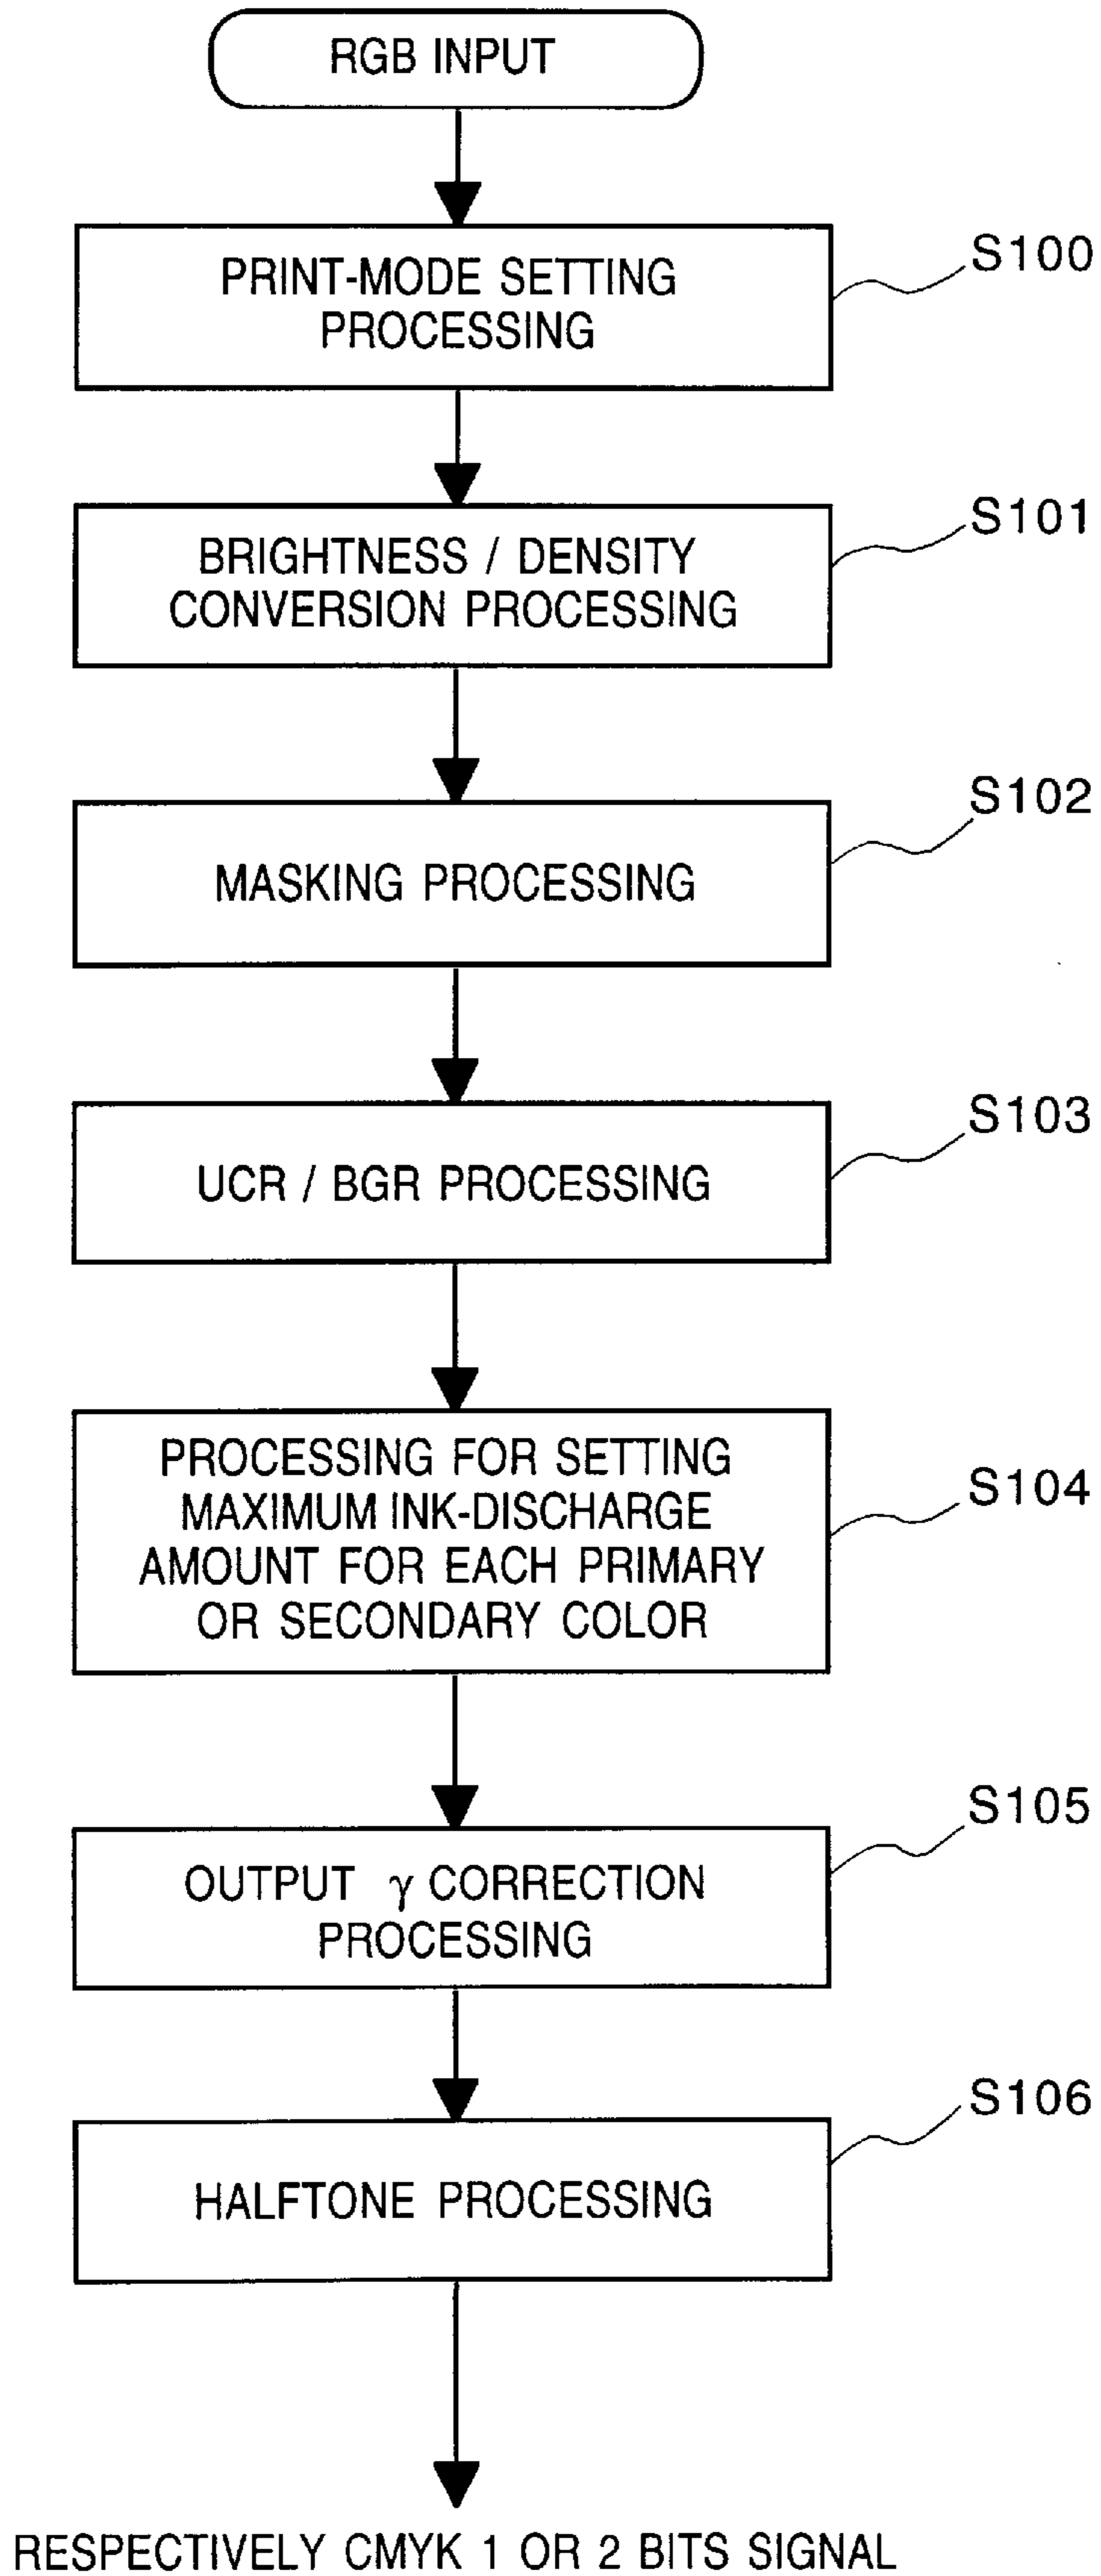 RGB INPUT
S100
PRINT-MODE SETTING
PROCESSING
S101
BRIGHTNESS / DENSITY
CONVERSION PROCESSING
S102
MASKING PROCESSING
S103
UCR / BGR PROCESSING
S104
PROCESSING FOR SETTING
MAXIMUM INK-DISCHARGE
AMOUNT FOR EACH PRIMARY
OR SECONDARY COLOR
S105
OUTPUT γ CORRECTION
PROCESSING
S106
HALFTONE PROCESSING
RESPECTIVELY CMYK 1 OR 2 BITS SIGNAL